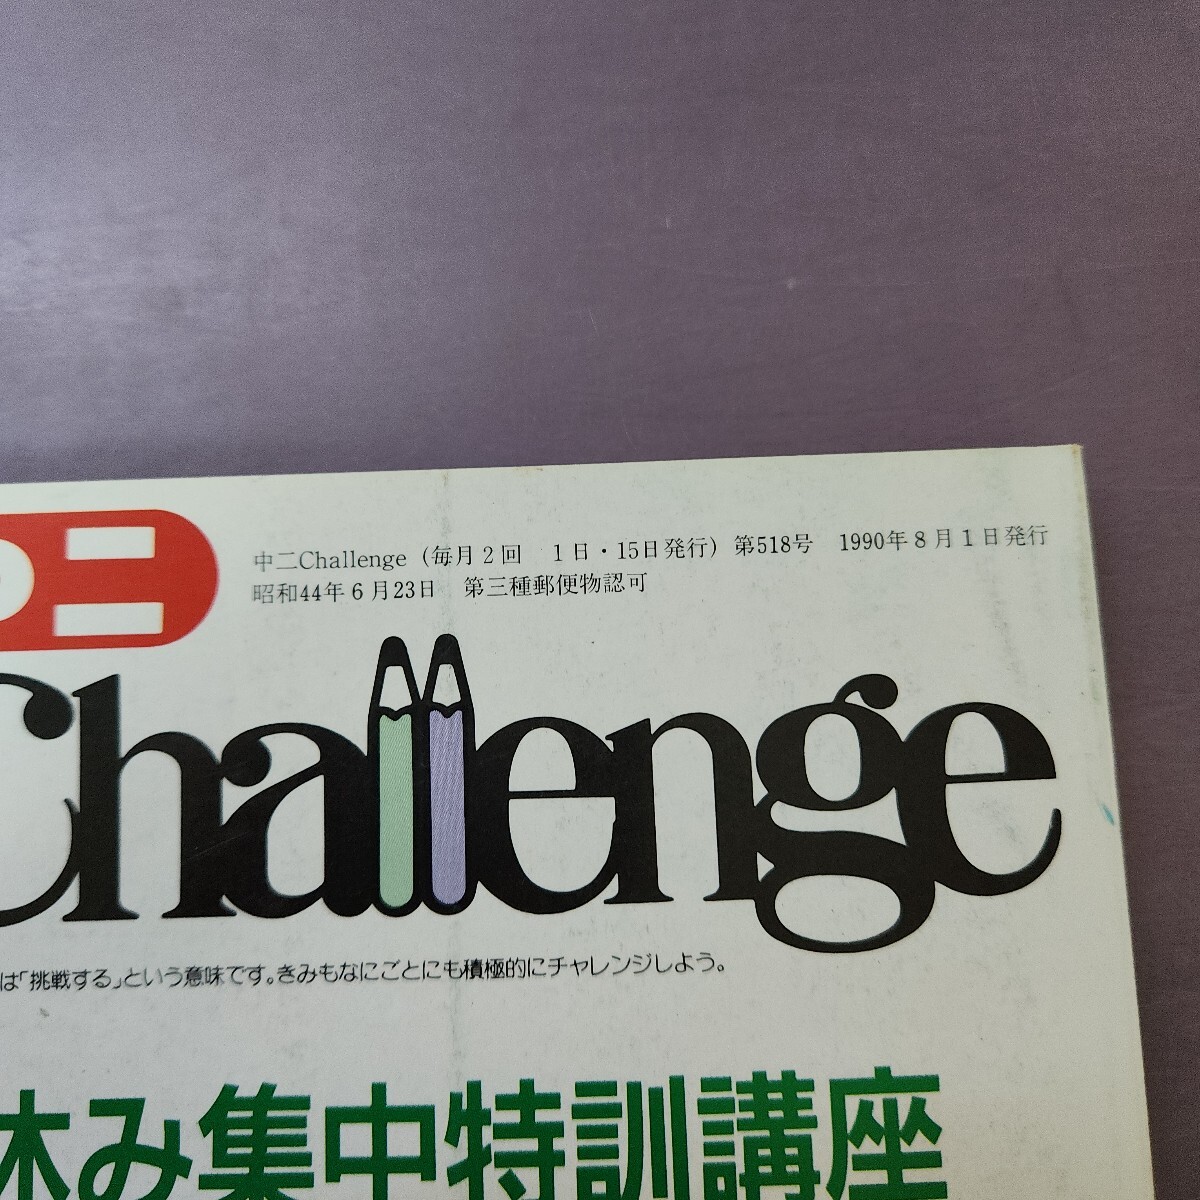 中二Challenge (毎月2回　1日・15日発行) 第518号　1990年8月1日発行
昭和44年6月23日　第三種郵便物認可
二
Challenge
は「挑戦する」という意味です。きみもなにごとにも積極的にチャレンジしよう。
休み集中特訓講座